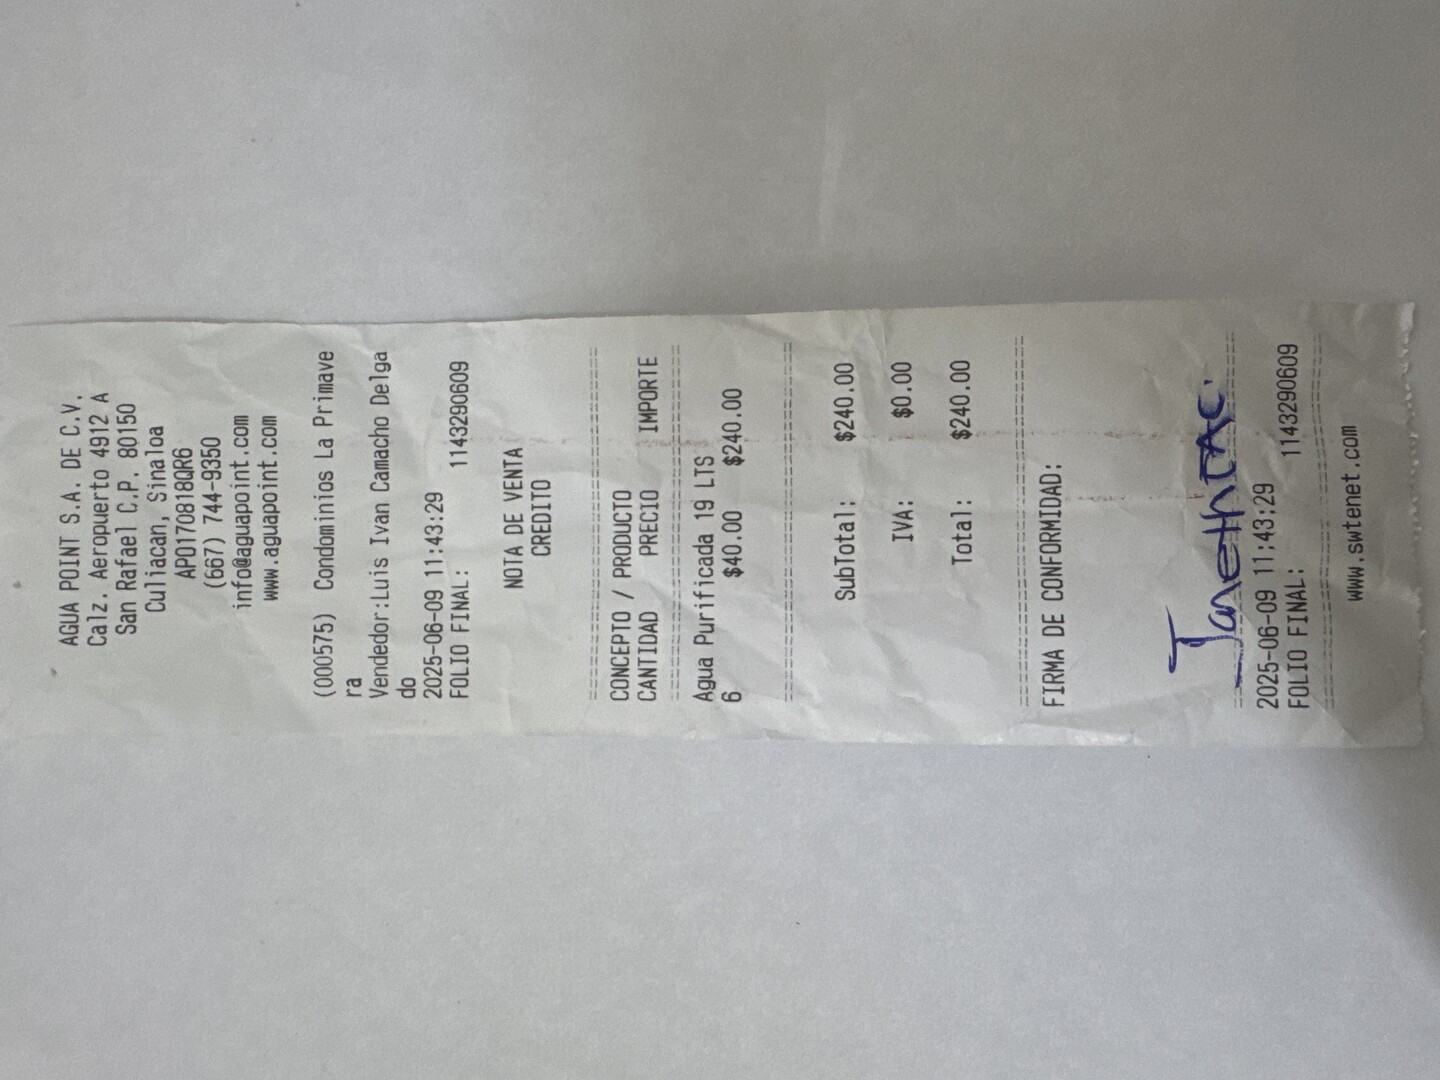 AGUA POINT S.A. DE C.V.
Calz. Aeropuerto 4912 A
San Rafael C.P. 80150
Culiacan, Sinaloa
APO170818QR6
(667) 744-9350
info@aguapoint.com
www.aguapoint.com
(000575) Condominios La Primave
ra
Vendedor:Luis Ivan Camacho Delga
do
2025-06-09 11:43:29
FOLIO FINAL: 1143290609
NOTA DE VENTA
CREDITO
CONCEPTO / PRODUCTO
CANTIDAD PRECIO IMPORTE
Agua Purificada 19 LTS
6 $40.00 $240.00
SubTotal: $240.00
IVA: $0.00
Total: $240.00
FIRMA DE CONFORMIDAD:
2025-06-09 11:43:29
FOLIO FINAL: 1143290609
www.swtenet.com